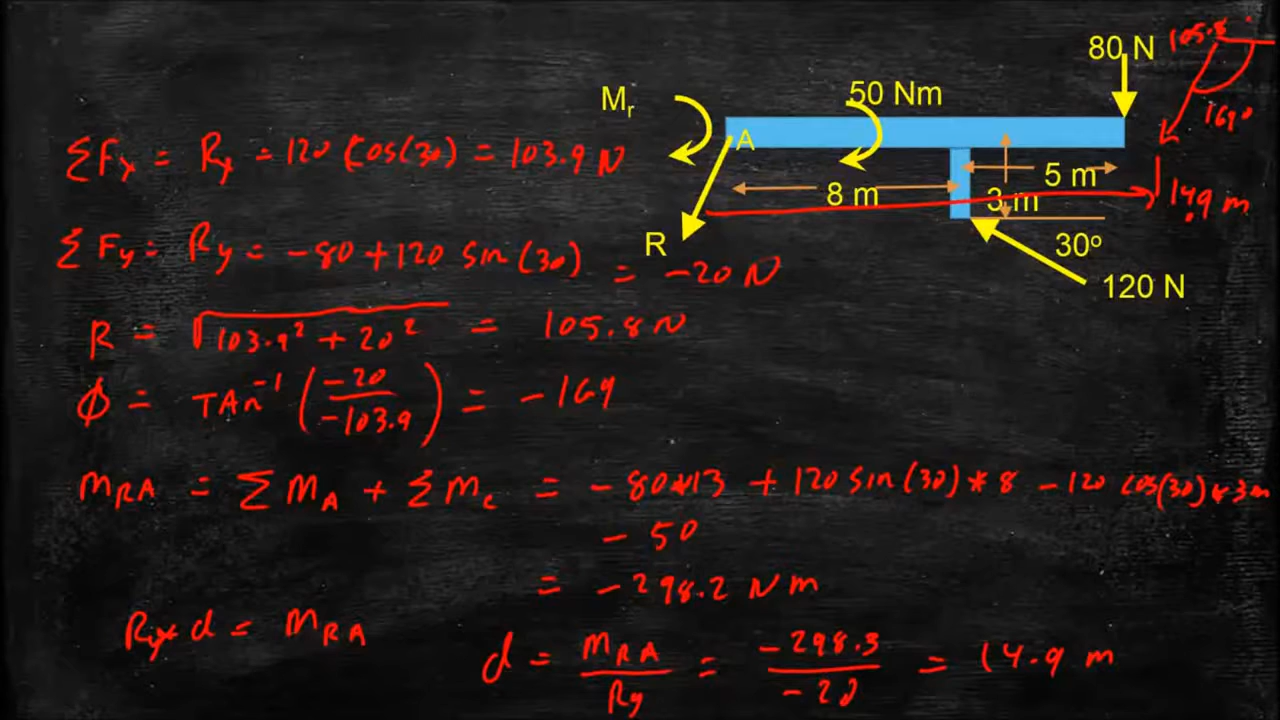 80 N
105.8
Mr
50 Nm
169°
A
ΣFx = Rx = 120 Cos(30) = 103.9 N
5 m
8 m
3 m
14.9 m
R
30°
120 N
ΣFy = Ry = -80 + 120 sin(30) = -20 N
R = √103.9² + 20² = 105.8 N
ϕ = TAn⁻¹ (-20 / -103.9) = -169
MRA = ΣMA + ΣMc = -80*13 + 120 sin(30) * 8 - 120 cos(30) * 3m
- 50
= -298.2 N m
Ry* d = MRA
d = MRA / Ry = -298.3 / -20 = 14.9 m